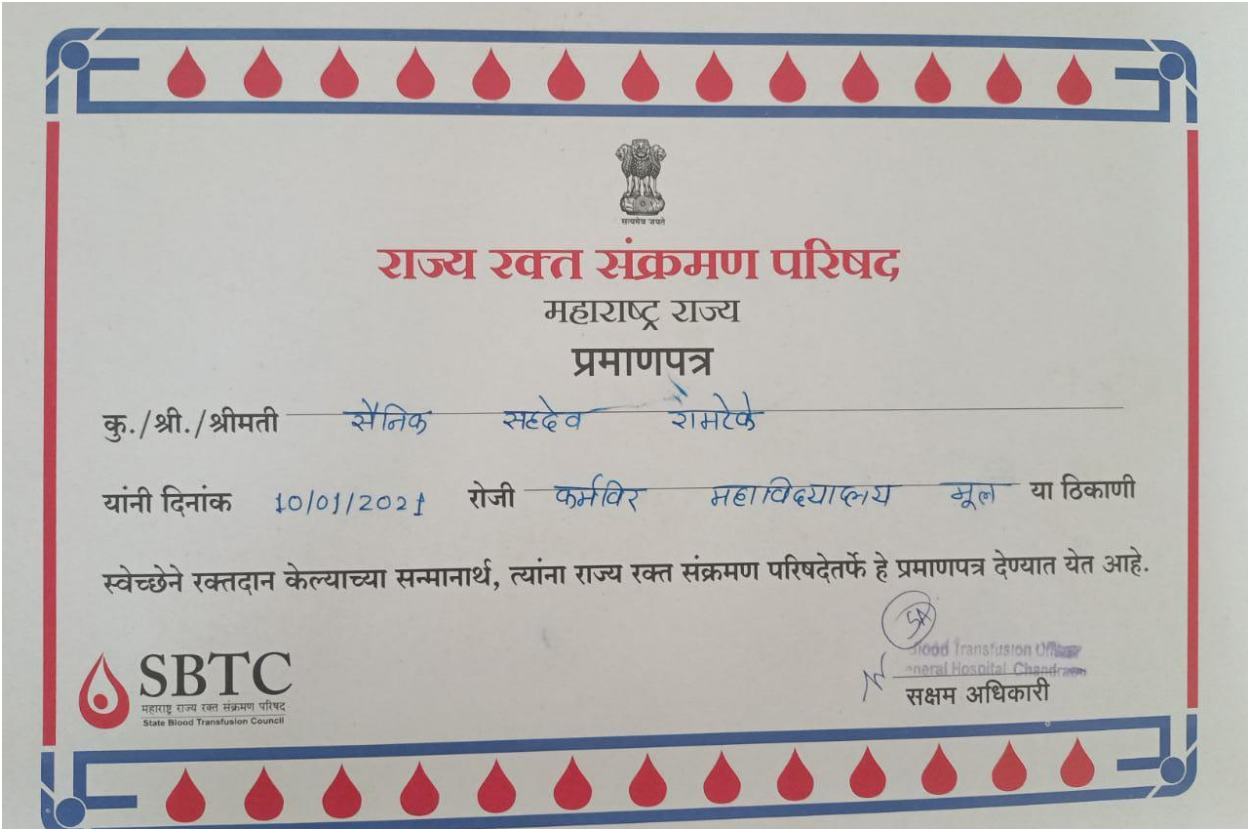 सत्यमेव जयते
राज्य रक्त संक्रमण परिषद
महाराष्ट्र राज्य
प्रमाणपत्र
कु./श्री./श्रीमती सैनिक सहदेव रामटेके
यांनी दिनांक 10/01/2021 रोजी कर्मविर महाविद्यालय मूल या ठिकाणी
स्वेच्छेने रक्तदान केल्याच्या सन्मानार्थ, त्यांना राज्य रक्त संक्रमण परिषदेतर्फे हे प्रमाणपत्र देण्यात येत आहे.
SBTC
महाराष्ट्र राज्य रक्त संक्रमण परिषद
State Blood Transfusion Council
Blood Transfusion Officer
General Hospital
सक्षम अधिकारी